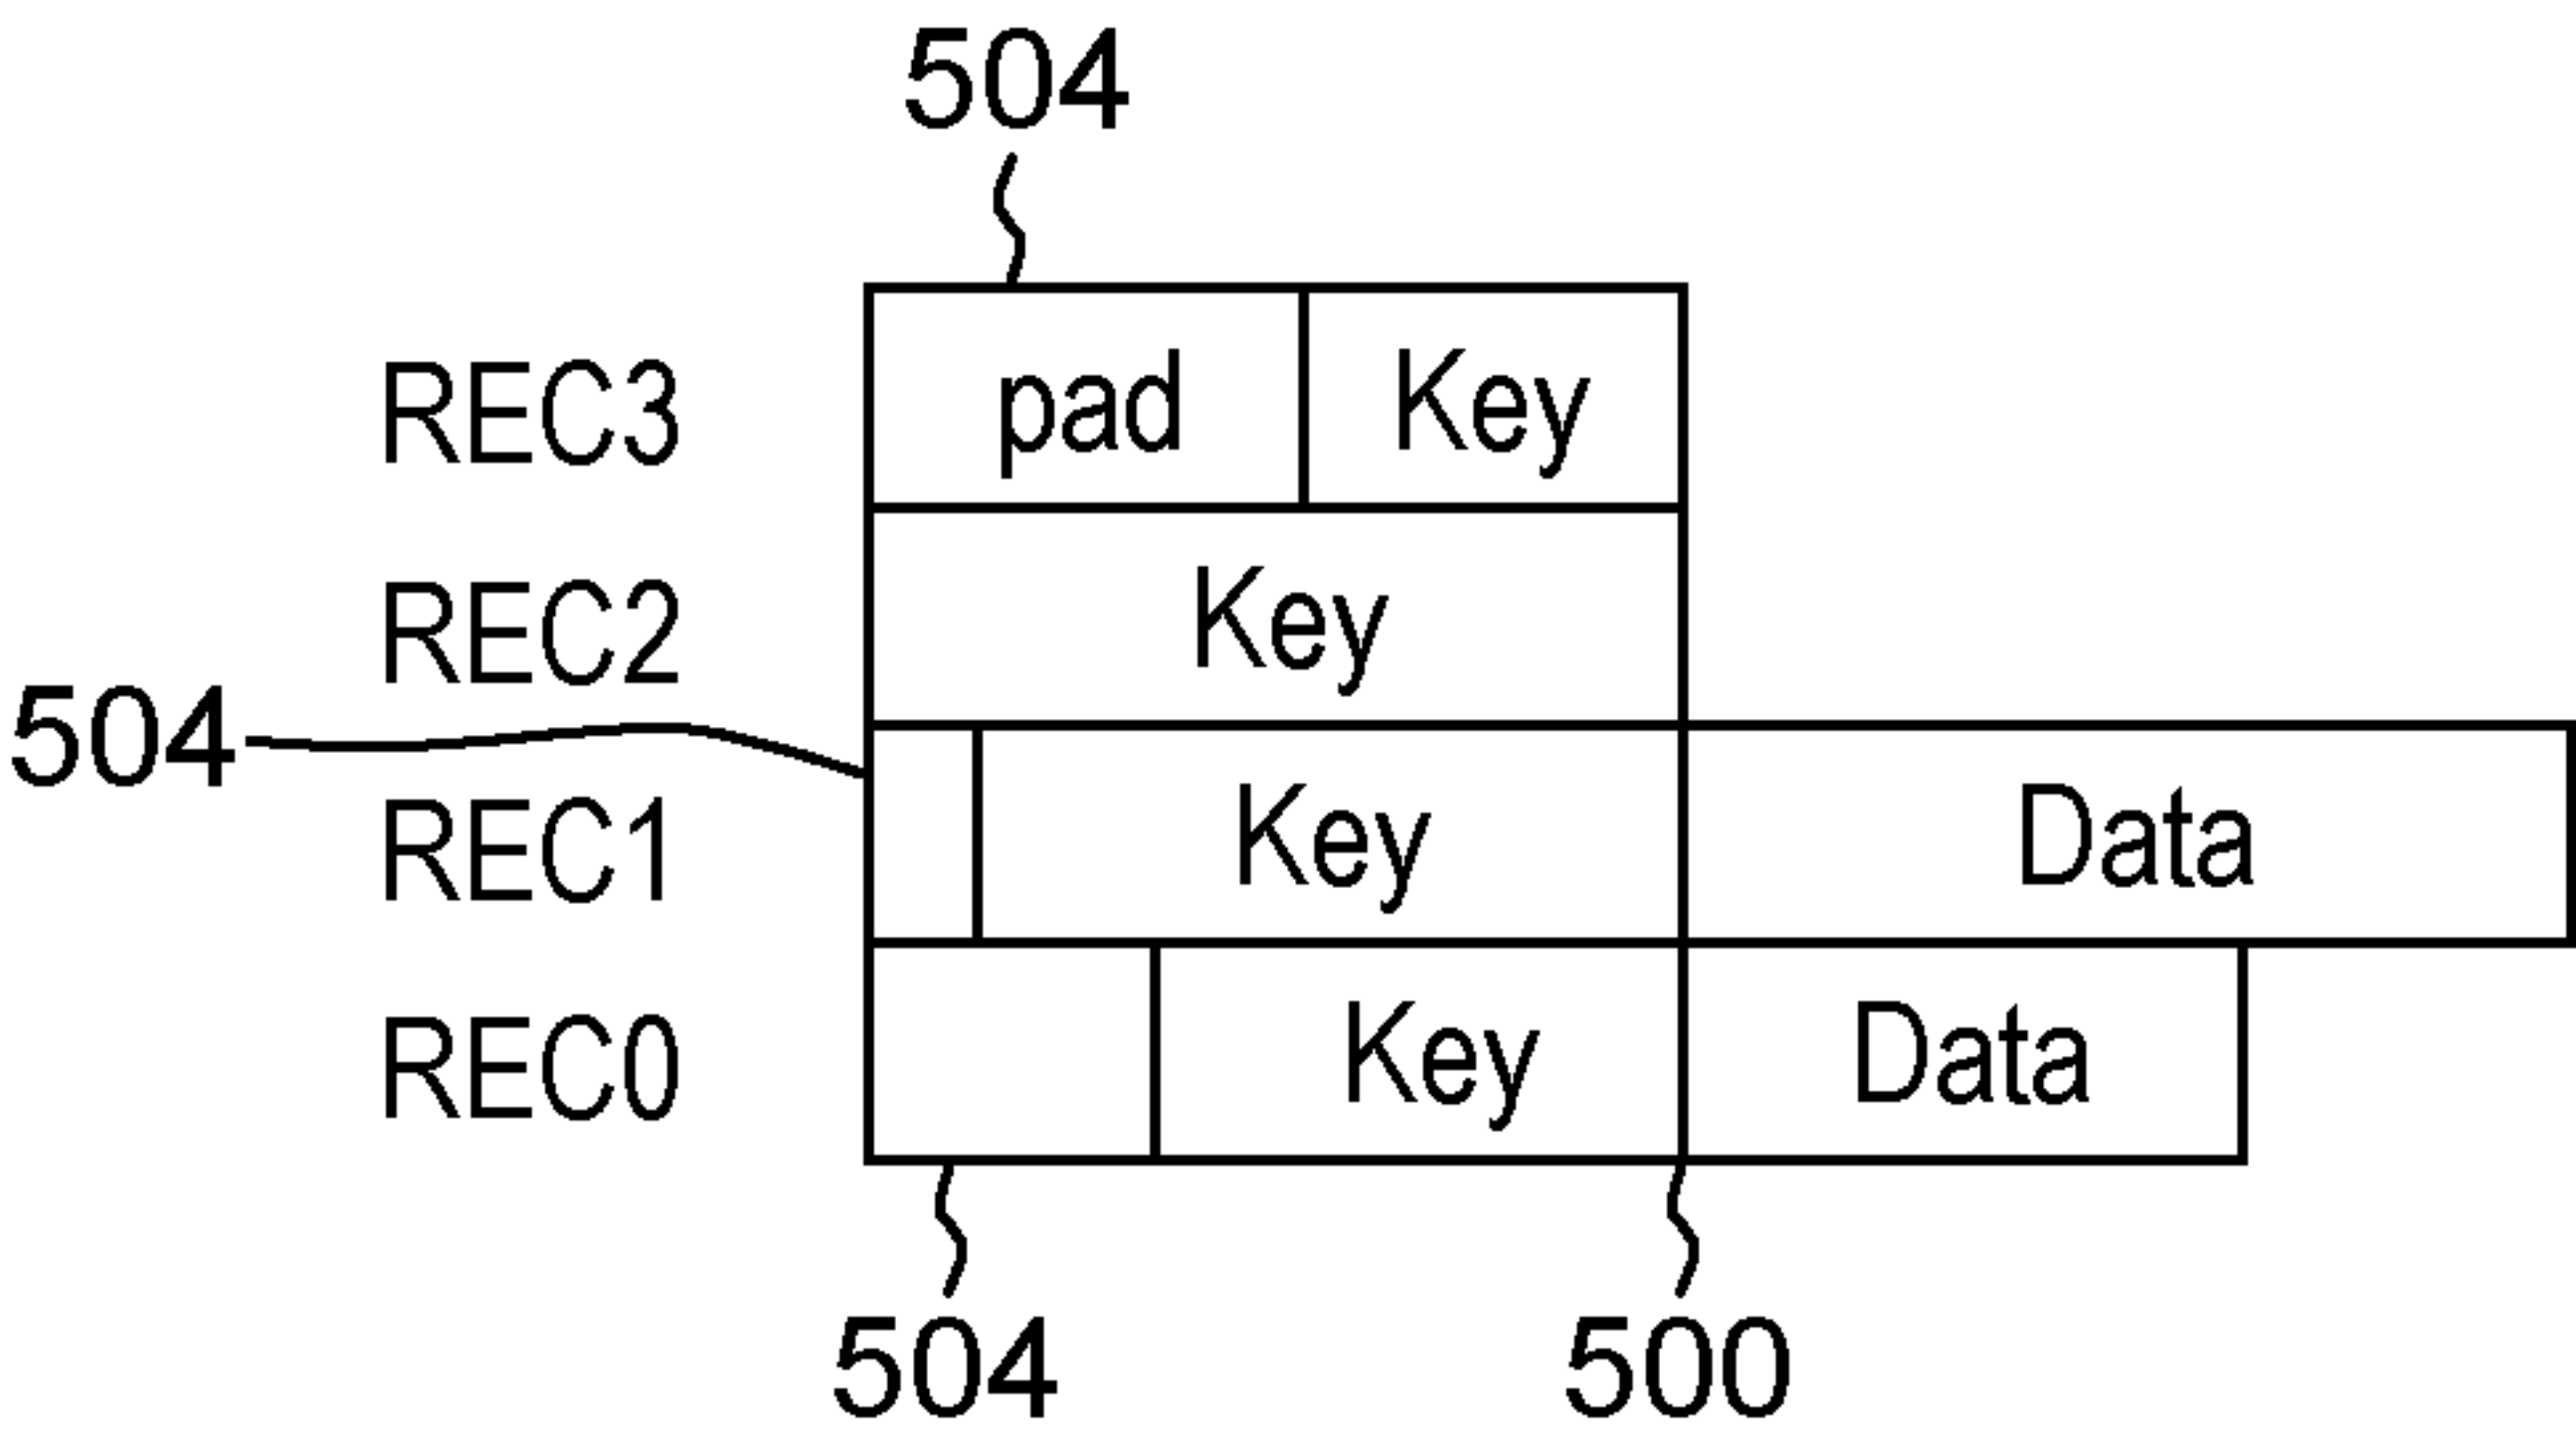 504
REC3 pad Key
REC2 Key
504
REC1 Key Data
REC0 Key Data
504 500